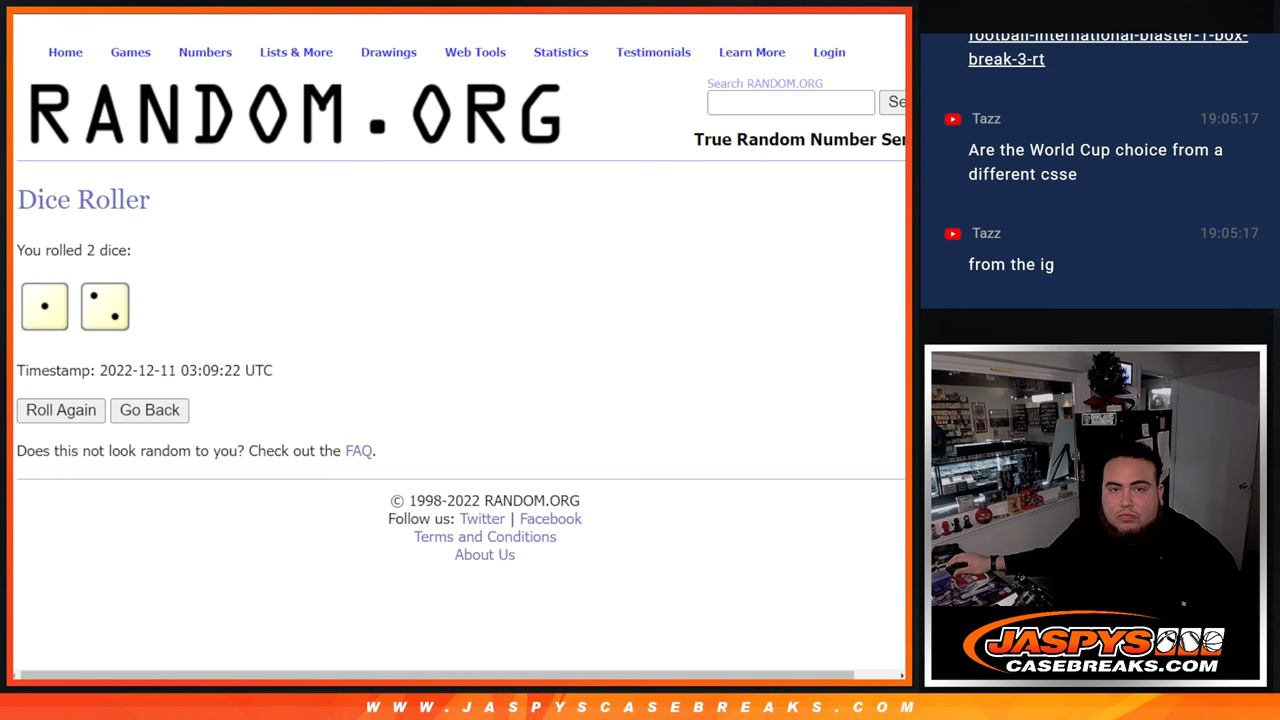 Home Games Numbers Lists & More Drawings Web Tools Statistics Testimonials Learn More Login
RANDOM.ORG
Search RANDOM.ORG
Se
True Random Number Ser
Dice Roller
You rolled 2 dice:
Timestamp: 2022-12-11 03:09:22 UTC
Roll Again Go Back
Does this not look random to you? Check out the FAQ.
© 1998-2022 RANDOM.ORG
Follow us: Twitter | Facebook
Terms and Conditions
About Us
football-international-blaster-1-box-
break-3-rt
Tazz 19:05:17
Are the World Cup choice from a
different csse
Tazz 19:05:17
from the ig
JASPYS
CASEBREAKS.COM
WWW.JASPYSCASEBREAKS.COM